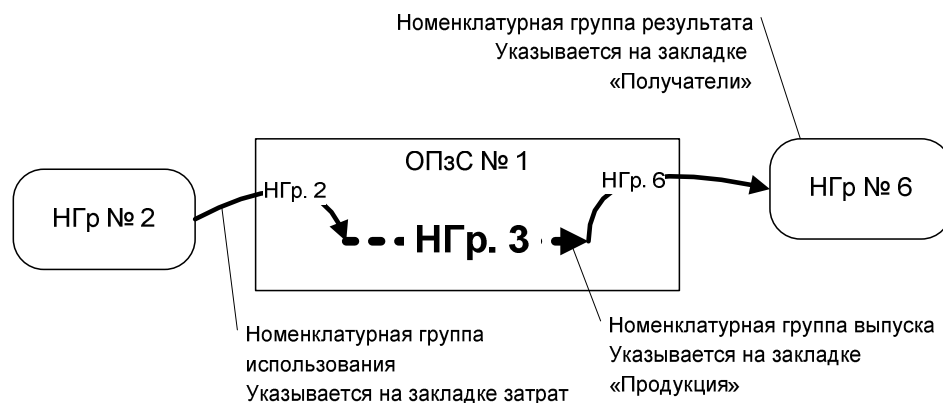 Номенклатурная группа результата
Указывается на закладке
«Получатели»
ОПзС № 1
НГр № 2
НГр. 2
НГр. 3
НГр. 6
НГр № 6
Номенклатурная группа
использования
Указывается на закладке затрат
Номенклатурная группа выпуска
Указывается на закладке
«Продукция»